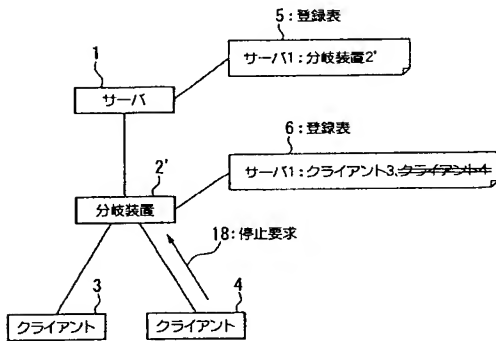 5:登録表
サーバ1:分岐装置2'
1
サーバ
6:登録表
サーバ1:クライアント3,クライアント4
2'
分岐装置
18:停止要求
3
クライアント
4
クライアント